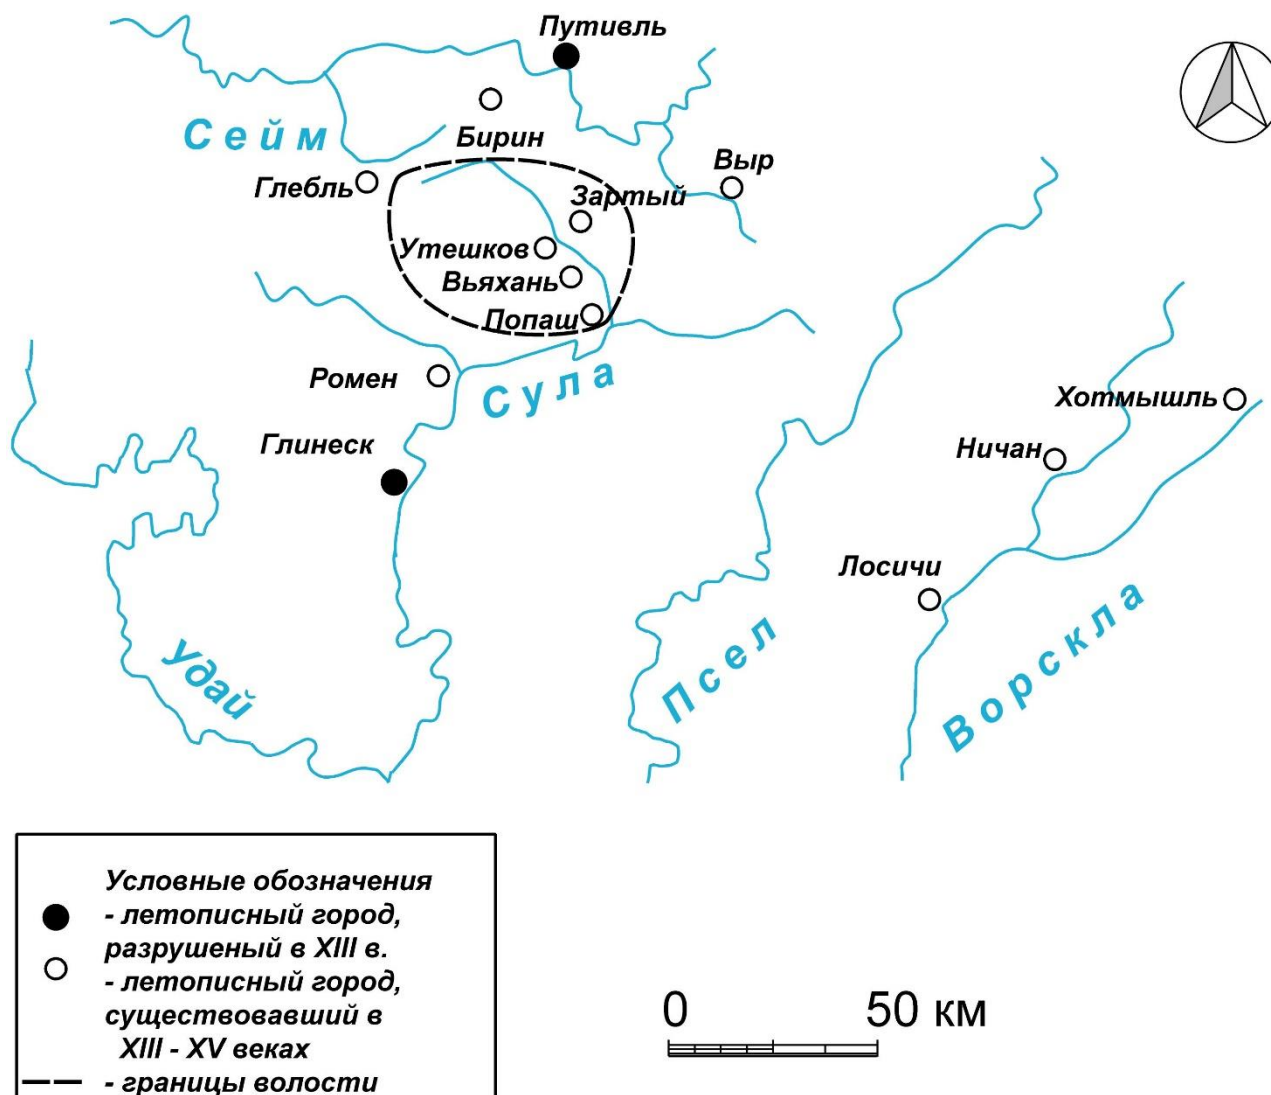 Путивль
Сейм
Бирин
Выр
Глебль
Зартый
Утешков
Вьяхань
Попаш
Ромен
Сула
Хотмышль
Глинеск
Ничан
Лосичи
Удай
Псел
Ворскла
Условные обозначения
- летописный город,
разрушеный в XIII в.
- летописный город,
существовавший в
XIII - XV веках
- границы волости
0 50 км